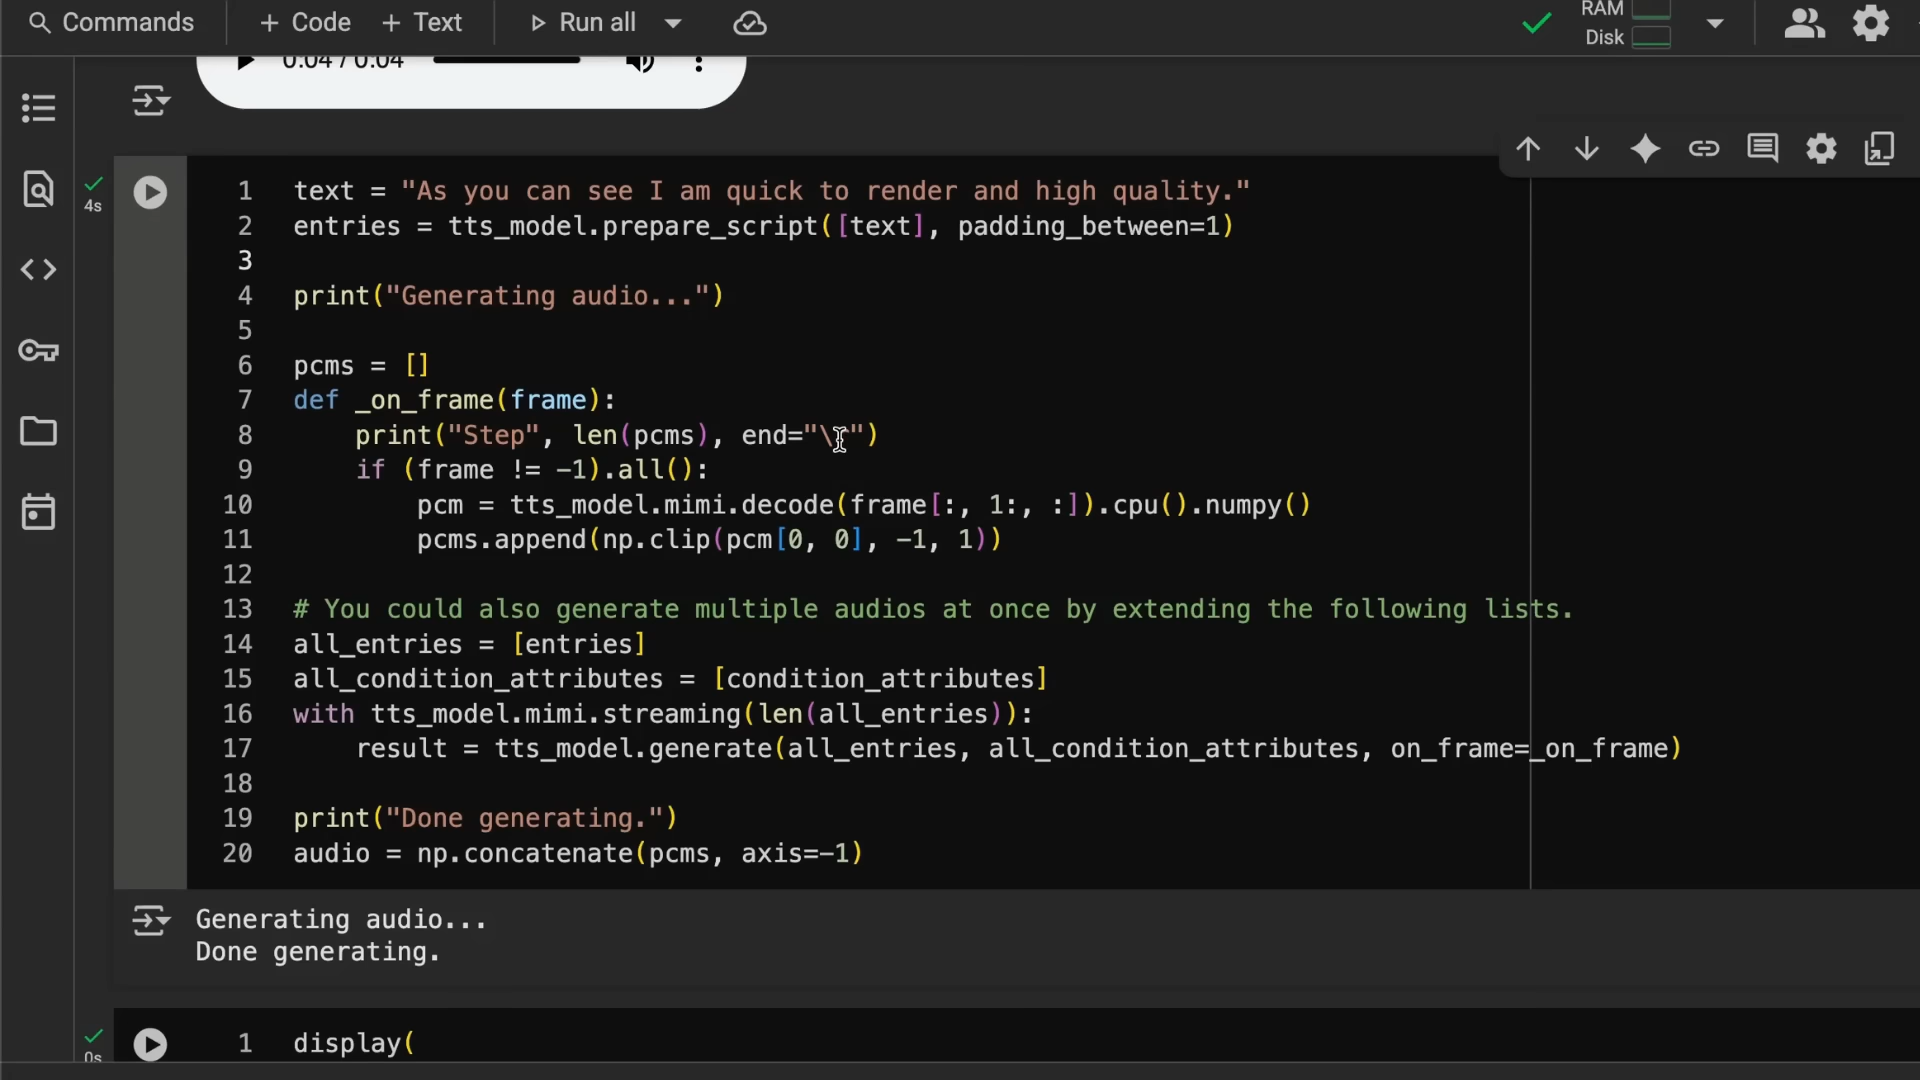 Commands + Code + Text Run all RAM
Disk
0:04 / 0:04
4s
1 text = "As you can see I am quick to render and high quality."
2 entries = tts_model.prepare_script([text], padding_between=1)
3
4 print("Generating audio...")
5
6 pcms = []
7 def _on_frame(frame):
8 print("Step", len(pcms), end="\r")
9 if (frame != -1).all():
10 pcm = tts_model.mimi.decode(frame[:, 1:, :]).cpu().numpy()
11 pcms.append(np.clip(pcm[0, 0], -1, 1))
12
13 # You could also generate multiple audios at once by extending the following lists.
14 all_entries = [entries]
15 all_condition_attributes = [condition_attributes]
16 with tts_model.mimi.streaming(len(all_entries)):
17 result = tts_model.generate(all_entries, all_condition_attributes, on_frame=_on_frame)
18
19 print("Done generating.")
20 audio = np.concatenate(pcms, axis=-1)
Generating audio...
Done generating.
0s
1 display(